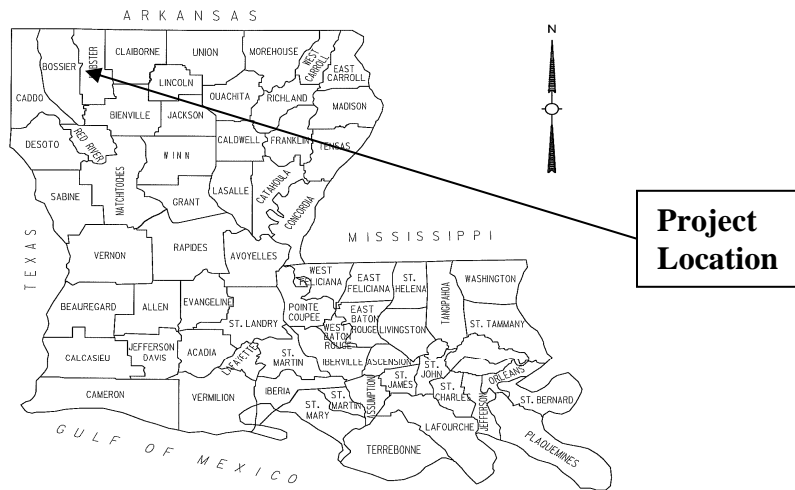 ARKANSAS
N
CLAIBORNE
UNION
MOREHOUSE
WEST
CARROLL
EAST
CARROLL
BOSSIER
BSTER
LINCOLN
CADDO
OUACHITA
RICHLAND
MADISON
BIENVILLE
JACKSON
DESOTO
RED RIVER
CALDWELL
FRANKLIN
TENSAS
WINN
NATCHITOCHES
SABINE
GRANT
LASALLE
CATAHOULA
CONCORDIA
Project
Location
MISSISSIPPI
TEXAS
VERNON
RAPIDES
AVOYELLES
WEST
FELICIANA
EAST
FELICIANA
ST.
HELENA
TANGIPAHOA
WASHINGTON
BEAUREGARD
ALLEN
EVANGELINE
ST. LANDRY
POINTE
COUPEE
EAST
BATON
ROUGE
WEST
BATON
ROUGE
LIVINGSTON
ST. TAMMANY
CALCASIEU
JEFFERSON
DAVIS
ACADIA
LAFAYETTE
ST.
MARTIN
IBERVILLE
ASCENSION
ST.
JOHN
ST.
JAMES
ORLEANS
CAMERON
VERMILION
IBERIA
ST.
MARY
ST.
MARTIN
ASSUMPTION
ST.
CHARLES
JEFFERSON
ST. BERNARD
LAFOURCHE
PLAQUEMINES
TERREBONNE
GULF OF MEXICO